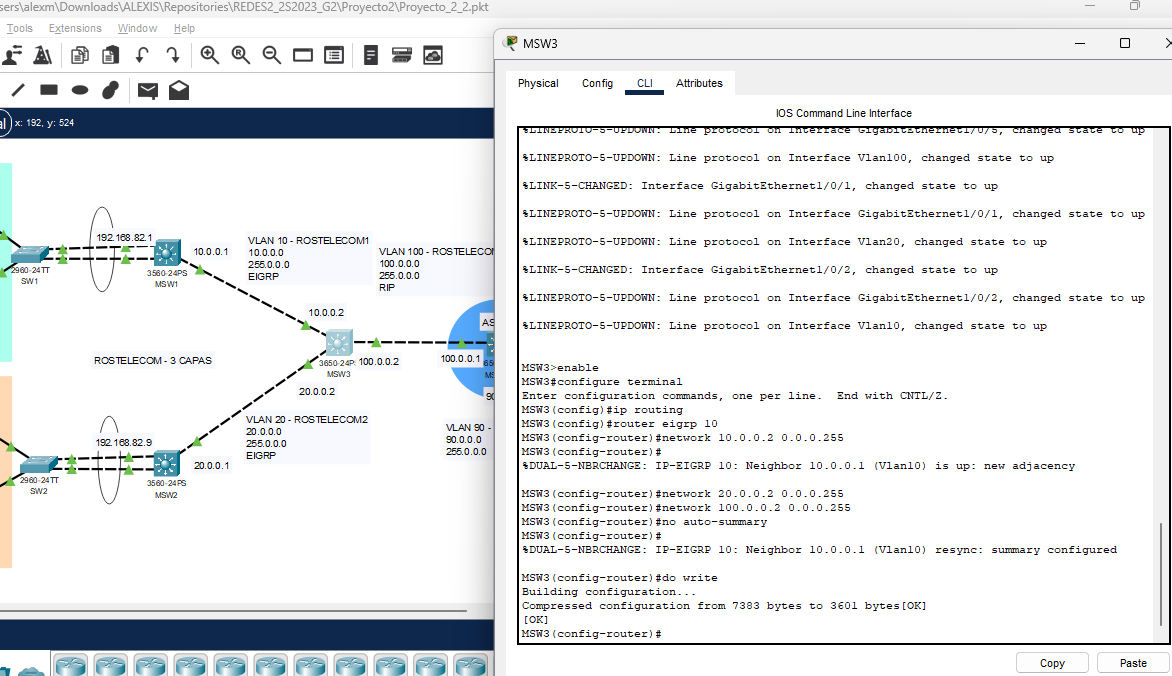 sers\alexm\Downloads\ALEXIS\Repositories\REDES2_2S2023_G2\Proyecto2\Proyecto_2_2.pkt
Tools Extensions Window Help
x: 192, y: 524
192.168.82.1
2960-24TT
SW1
3560-24PS
MSW1
10.0.0.1
VLAN 10 - ROSTELECOM1
10.0.0.0
255.0.0.0
EIGRP
VLAN 100 - ROSTELECOM
100.0.0.0
255.0.0.0
RIP
10.0.0.2
ROSTELECOM - 3 CAPAS
3650-24PS
MSW3
100.0.0.2
100.0.0.1
AS
20.0.0.2
VLAN 20 - ROSTELECOM2
20.0.0.0
255.0.0.0
EIGRP
VLAN 90 -
90.0.0.0
255.0.0.0
192.168.82.9
2960-24TT
SW2
3560-24PS
MSW2
20.0.0.1
MSW3
Physical Config CLI Attributes
IOS Command Line Interface
%LINEPROTO-5-UPDOWN: Line protocol on Interface GigabitEthernet1/0/5, changed state to up
%LINEPROTO-5-UPDOWN: Line protocol on Interface Vlan100, changed state to up
%LINK-5-CHANGED: Interface GigabitEthernet1/0/1, changed state to up
%LINEPROTO-5-UPDOWN: Line protocol on Interface GigabitEthernet1/0/1, changed state to up
%LINEPROTO-5-UPDOWN: Line protocol on Interface Vlan20, changed state to up
%LINK-5-CHANGED: Interface GigabitEthernet1/0/2, changed state to up
%LINEPROTO-5-UPDOWN: Line protocol on Interface GigabitEthernet1/0/2, changed state to up
%LINEPROTO-5-UPDOWN: Line protocol on Interface Vlan10, changed state to up
MSW3>enable
MSW3#configure terminal
Enter configuration commands, one per line. End with CNTL/Z.
MSW3(config)#ip routing
MSW3(config)#router eigrp 10
MSW3(config-router)#network 10.0.0.2 0.0.0.255
MSW3(config-router)#
%DUAL-5-NBRCHANGE: IP-EIGRP 10: Neighbor 10.0.0.1 (Vlan10) is up: new adjacency
MSW3(config-router)#network 20.0.0.2 0.0.0.255
MSW3(config-router)#network 100.0.0.2 0.0.0.255
MSW3(config-router)#no auto-summary
MSW3(config-router)#
%DUAL-5-NBRCHANGE: IP-EIGRP 10: Neighbor 10.0.0.1 (Vlan10) resync: summary configured
MSW3(config-router)#do write
Building configuration...
Compressed configuration from 7383 bytes to 3601 bytes[OK]
[OK]
MSW3(config-router)#
Copy Paste